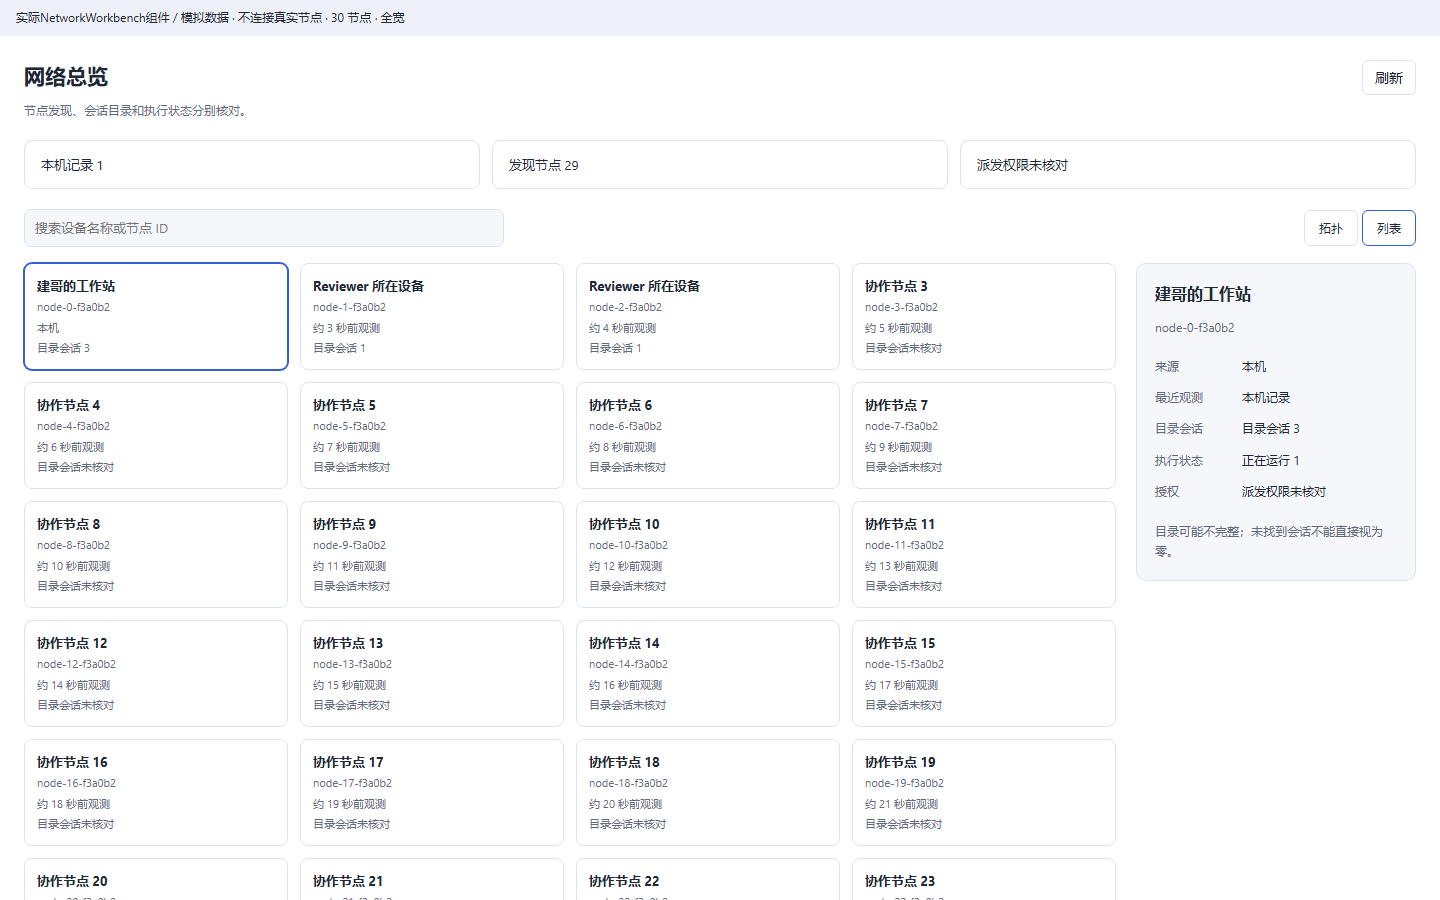 实际NetworkWorkbench组件 / 模拟数据 · 不连接真实节点 · 30 节点 · 全宽
网络总览
刷新
节点发现、会话目录和执行状态分别核对。
本机记录 1
发现节点 29
派发权限未核对
搜索设备名称或节点 ID
拓扑
列表
建哥的工作站
node-0-f3a0b2
本机
目录会话 3
Reviewer 所在设备
node-1-f3a0b2
约 3 秒前观测
目录会话 1
Reviewer 所在设备
node-2-f3a0b2
约 4 秒前观测
目录会话 1
协作节点 3
node-3-f3a0b2
约 5 秒前观测
目录会话未核对
协作节点 4
node-4-f3a0b2
约 6 秒前观测
目录会话未核对
协作节点 5
node-5-f3a0b2
约 7 秒前观测
目录会话未核对
协作节点 6
node-6-f3a0b2
约 8 秒前观测
目录会话未核对
协作节点 7
node-7-f3a0b2
约 9 秒前观测
目录会话未核对
协作节点 8
node-8-f3a0b2
约 10 秒前观测
目录会话未核对
协作节点 9
node-9-f3a0b2
约 11 秒前观测
目录会话未核对
协作节点 10
node-10-f3a0b2
约 12 秒前观测
目录会话未核对
协作节点 11
node-11-f3a0b2
约 13 秒前观测
目录会话未核对
协作节点 12
node-12-f3a0b2
约 14 秒前观测
目录会话未核对
协作节点 13
node-13-f3a0b2
约 15 秒前观测
目录会话未核对
协作节点 14
node-14-f3a0b2
约 16 秒前观测
目录会话未核对
协作节点 15
node-15-f3a0b2
约 17 秒前观测
目录会话未核对
协作节点 16
node-16-f3a0b2
约 18 秒前观测
目录会话未核对
协作节点 17
node-17-f3a0b2
约 19 秒前观测
目录会话未核对
协作节点 18
node-18-f3a0b2
约 20 秒前观测
目录会话未核对
协作节点 19
node-19-f3a0b2
约 21 秒前观测
目录会话未核对
协作节点 20
协作节点 21
协作节点 22
协作节点 23
建哥的工作站
node-0-f3a0b2
来源 本机
最近观测 本机记录
目录会话 目录会话 3
执行状态 正在运行 1
授权 派发权限未核对
目录可能不完整；未找到会话不能直接视为
零。